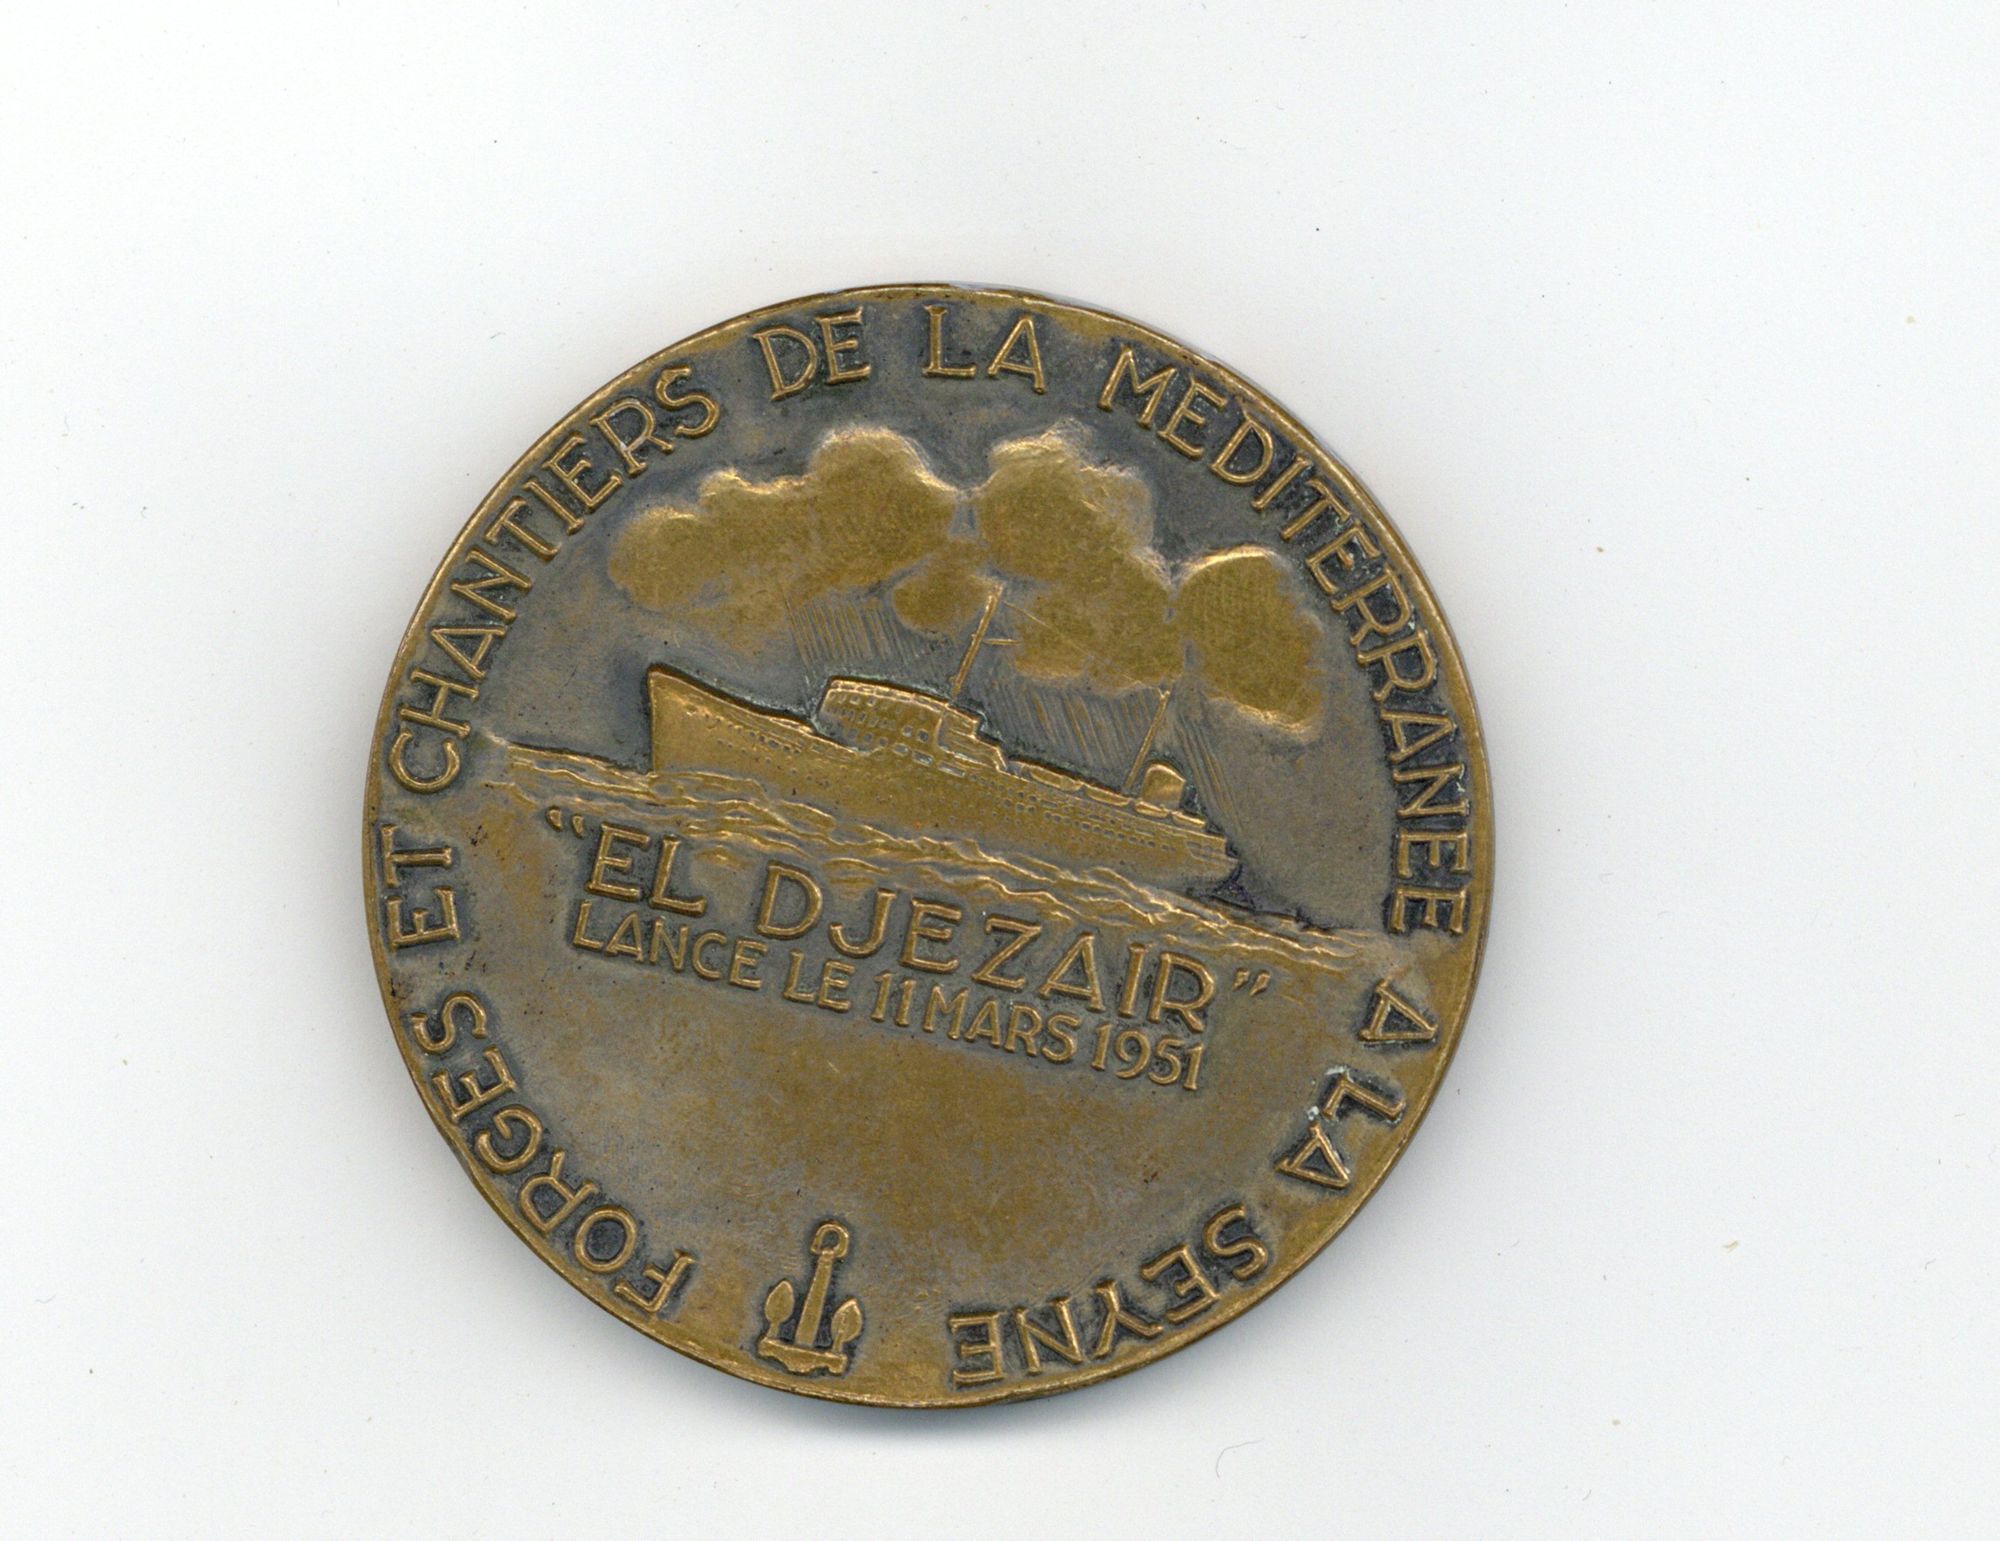 FORGES ET CHANTIERS DE LA MEDITERRANEE A LA SEYNE
"EL DJEZAIR"
LANCE LE 11 MARS 1951